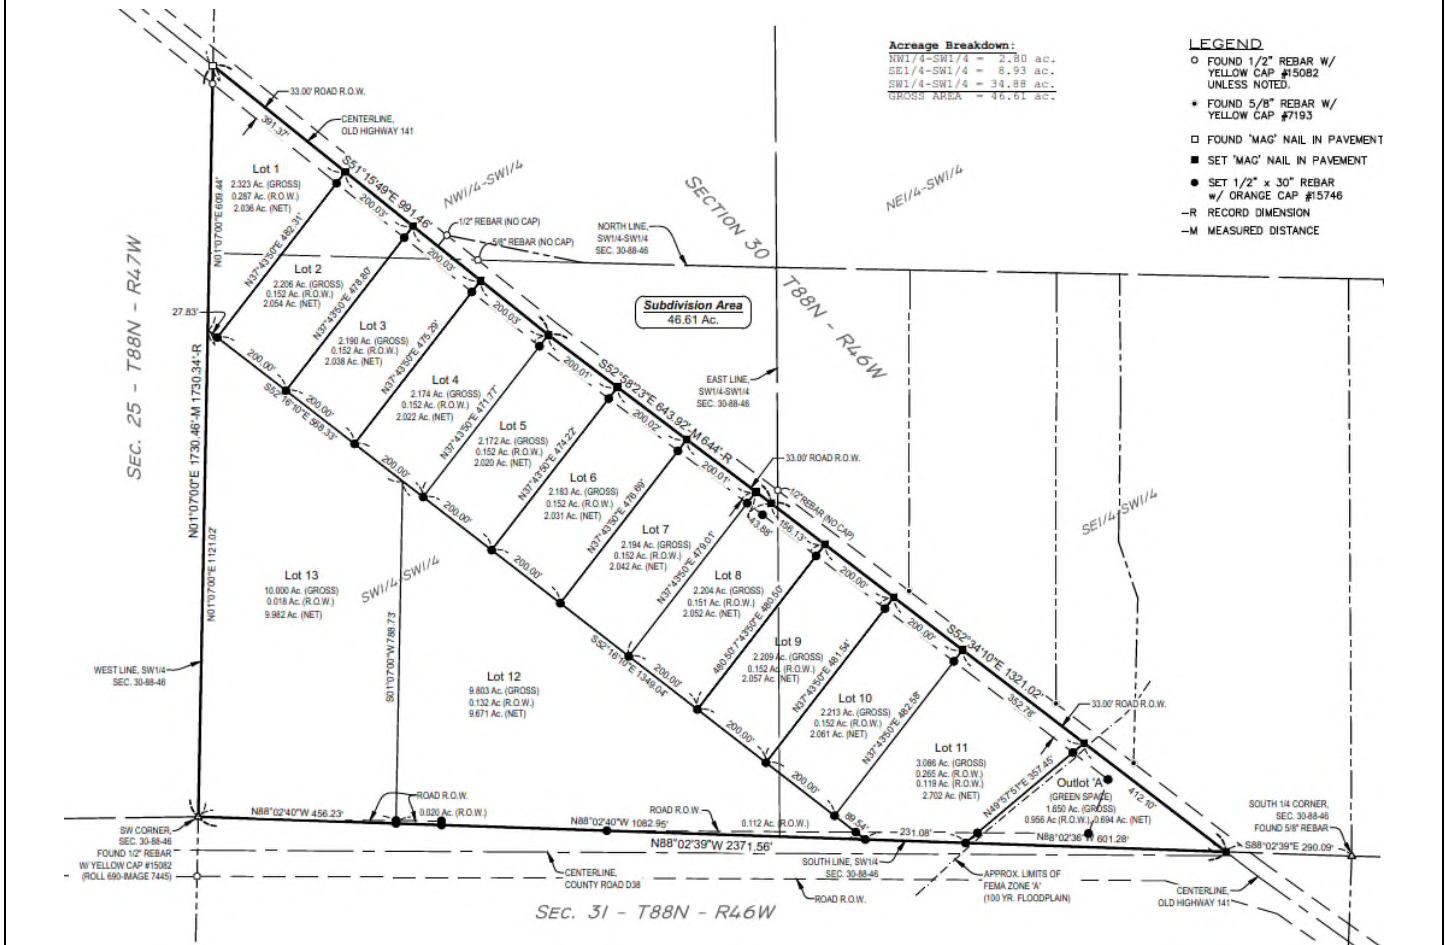 Acreage Breakdown:
NW1/4-SW1/4 = 2.80 ac.
SE1/4-SW1/4 = 8.93 ac.
SW1/4-SW1/4 = 34.88 ac.
GROSS AREA = 46.61 ac.
LEGEND
FOUND 1/2" REBAR W/
YELLOW CAP #15082
UNLESS NOTED.
FOUND 5/8" REBAR W/
YELLOW CAP #7193
FOUND 'MAG' NAIL IN PAVEMENT
SET 'MAG' NAIL IN PAVEMENT
SET 1/2" x 30" REBAR
w/ ORANGE CAP #15746
-R RECORD DIMENSION
-M MEASURED DISTANCE
33.00' ROAD R.O.W.
CENTERLINE,
OLD HIGHWAY 141
391.37'
S51°15'49"E 991.46'
NW1/4-SW1/4
NE1/4-SW1/4
SECTION 30
T88N - R46W
SEC. 25 - T88N - R47W
Lot 1
2.323 Ac. (GROSS)
0.287 Ac. (R.O.W.)
2.036 Ac. (NET)
N01°07'00"E 609.44'
N37°43'50"E 482.31'
200.03'
1/2" REBAR (NO CAP)
5/8" REBAR (NO CAP)
NORTH LINE,
SW1/4-SW1/4
SEC. 30-88-46
Lot 2
2.206 Ac. (GROSS)
0.152 Ac. (R.O.W.)
2.054 Ac. (NET)
N37°43'50"E 478.80'
200.03'
27.83'
Subdivision Area
46.61 Ac.
Lot 3
2.190 Ac. (GROSS)
0.152 Ac. (R.O.W.)
2.038 Ac. (NET)
N37°43'50"E 475.29'
200.03'
200.00'
S52°16'10"E 568.33'
N01°07'00"E 1730.46'-M 1730.34'-R
Lot 4
2.174 Ac. (GROSS)
0.152 Ac. (R.O.W.)
2.022 Ac. (NET)
N37°43'50"E 471.77'
200.01'
200.00'
S52°58'23"E 643.92'-M 644'-R
EAST LINE,
SW1/4-SW1/4
SEC. 30-88-46
Lot 5
2.172 Ac. (GROSS)
0.152 Ac. (R.O.W.)
2.020 Ac. (NET)
N37°43'50"E 474.22'
200.02'
200.00'
Lot 6
2.183 Ac. (GROSS)
0.152 Ac. (R.O.W.)
2.031 Ac. (NET)
N37°43'50"E 476.69'
200.01'
200.00'
33.00' ROAD R.O.W.
1/2" REBAR (NO CAP)
Lot 7
2.194 Ac. (GROSS)
0.152 Ac. (R.O.W.)
2.042 Ac. (NET)
N37°43'50"E 479.01'
43.88'
156.13'
200.00'
SE1/4-SW1/4
Lot 8
2.204 Ac. (GROSS)
0.151 Ac. (R.O.W.)
2.052 Ac. (NET)
480.50'
200.00'
S52°16'10"E 1349.04'
Lot 13
10.000 Ac. (GROSS)
0.018 Ac. (R.O.W.)
9.982 Ac. (NET)
N01°07'00"E 1121.02'
SW1/4-SW1/4
S01°07'00"W 788.73'
Lot 9
2.209 Ac. (GROSS)
0.152 Ac. (R.O.W.)
2.057 Ac. (NET)
N37°43'50"E 481.54'
200.00'
200.00'
S52°34'10"E 1321.02'
WEST LINE, SW1/4
SEC. 30-88-46
Lot 12
9.803 Ac. (GROSS)
0.132 Ac. (R.O.W.)
9.671 Ac. (NET)
Lot 10
2.213 Ac. (GROSS)
0.152 Ac. (R.O.W.)
2.061 Ac. (NET)
N37°43'50"E 482.58'
200.00'
352.78'
33.00' ROAD R.O.W.
Lot 11
3.086 Ac. (GROSS)
0.265 Ac. (R.O.W.)
0.119 Ac. (R.O.W.)
2.702 Ac. (NET)
200.00'
N49°57'51"E 357.45'
Outlot 'A'
(GREEN SPACE)
1.650 Ac. (GROSS)
0.956 Ac (R.O.W.) 0.694 Ac. (NET)
412.10'
SOUTH 1/4 CORNER,
SEC. 30-88-46
FOUND 5/8" REBAR
ROAD R.O.W.
N88°02'40"W 456.23'
0.020 Ac. (R.O.W.)
ROAD R.O.W.
N88°02'40"W 1082.95'
0.112 Ac. (R.O.W.)
89.54'
231.08'
N88°02'36"W 601.28'
S88°02'39"E 290.09'
N88°02'39"W 2371.56'
SW CORNER,
SEC. 30-88-46
FOUND 1/2" REBAR
W/ YELLOW CAP #15082
(ROLL 690-IMAGE 7445)
SOUTH LINE, SW1/4
SEC. 30-88-46
CENTERLINE,
COUNTY ROAD D38
APPROX. LIMITS OF
FEMA ZONE 'A'
(100 YR. FLOODPLAIN)
ROAD R.O.W.
CENTERLINE,
OLD HIGHWAY 141
SEC. 31 - T88N - R46W